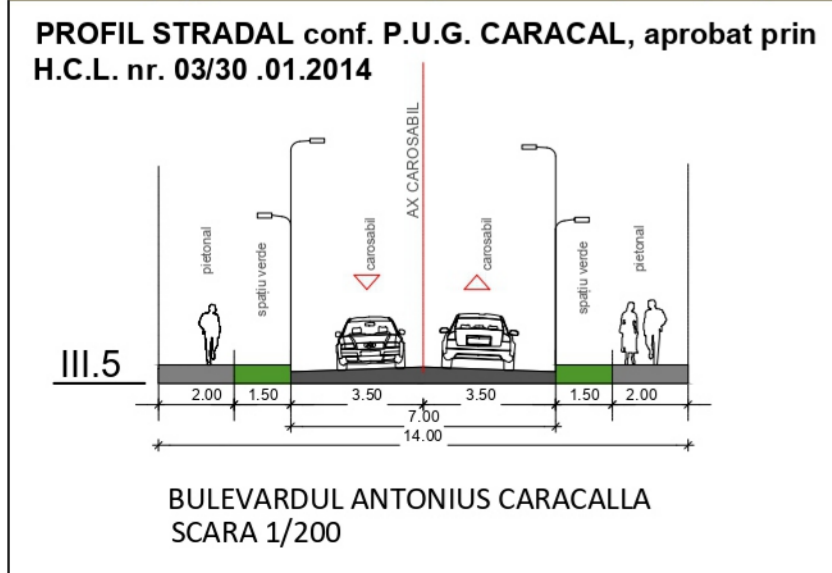 PROFIL STRADAL conf. P.U.G. CARACAL, aprobat prin
H.C.L. nr. 03/30 .01.2014
AX CAROSABIL
pietonal
spațiu verde
carosabil
carosabil
spațiu verde
pietonal
III.5
2.00 1.50 3.50 3.50 1.50 2.00
7.00
14.00
BULEVARDUL ANTONIUS CARACALLA
SCARA 1/200